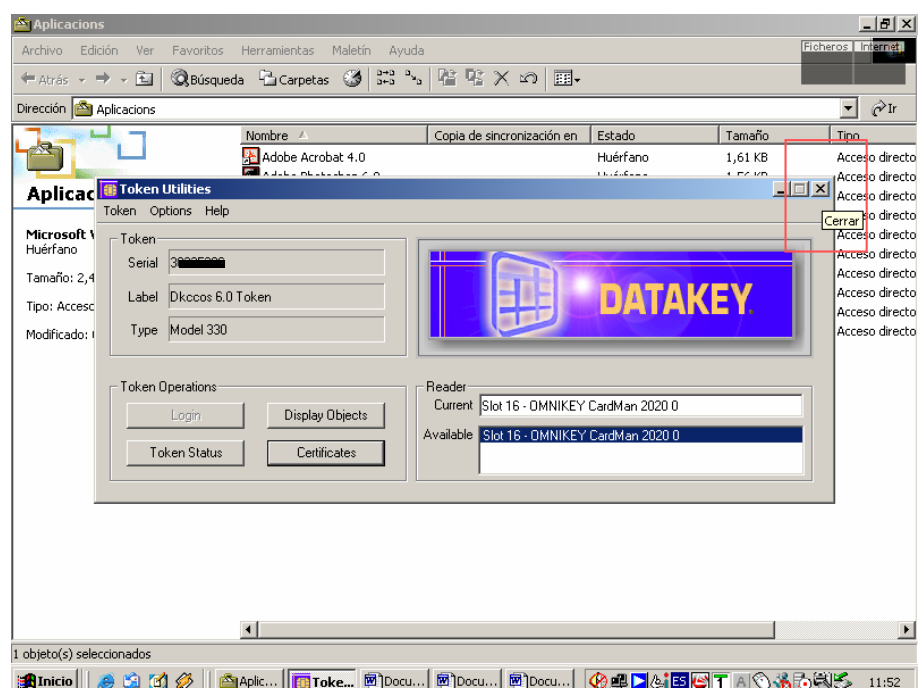 Aplicacions
Archivo Edición Ver Favoritos Herramientas Maletín Ayuda
Ficheros Internet
Atrás Búsqueda Carpetas
Dirección Aplicacions Ir
Nombre Copia de sincronización en Estado Tamaño Tipo
Adobe Acrobat 4.0 Huérfano 1,61 KB Acceso directo
Acceso directo
Acceso directo
Acceso directo
Acceso directo
Acceso directo
Acceso directo
Acceso directo
Acceso directo
Acceso directo
Aplicac
Microsoft
Huérfano
Tamaño: 2,4
Tipo: Acceso
Modificado:
Token Utilities
Cerrar
Token Options Help
Token
Serial
Label Dkccos 6.0 Token
Type Model 330
DATAKEY
Token Operations
Login Display Objects
Token Status Certificates
Reader
Current Slot 16 - OMNIKEY CardMan 2020 0
Available Slot 16 - OMNIKEY CardMan 2020 0
1 objeto(s) seleccionados
Inicio Aplic... Toke... Docu... Docu... Docu... ES 11:52